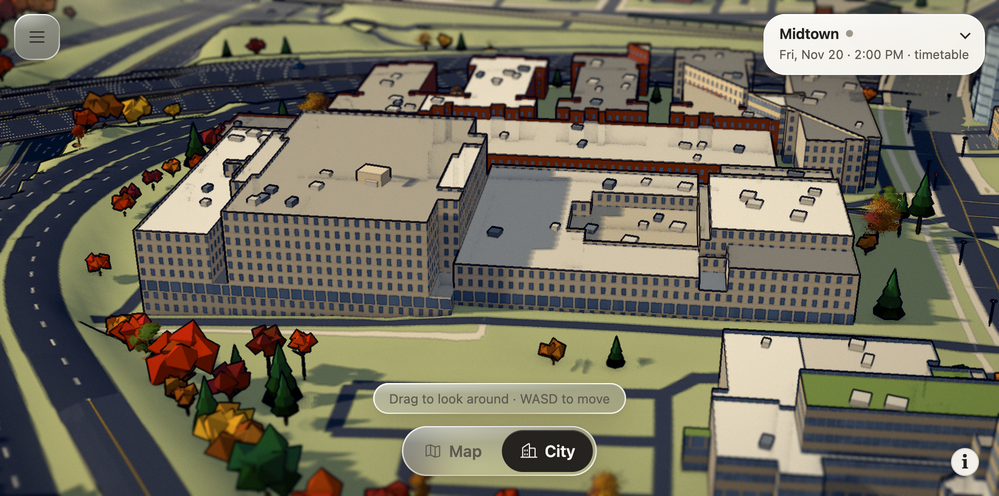 Midtown
Fri, Nov 20 · 2:00 PM · timetable
Drag to look around · WASD to move
Map
City
i